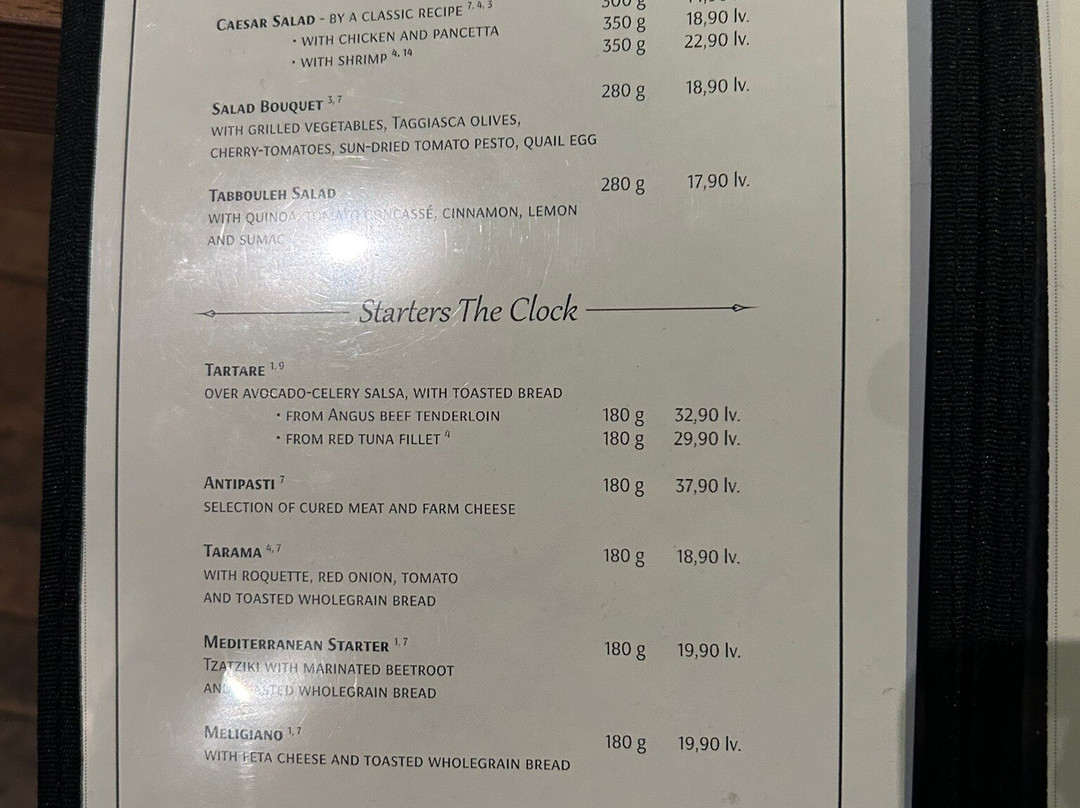 Caesar Salad - by a classic recipe 7, 4, 3
• with chicken and pancetta 350 g 18,90 lv.
• with shrimp 4, 14 350 g 22,90 lv.
Salad Bouquet 3, 7 280 g 18,90 lv.
with grilled vegetables, Taggiasca olives,
cherry-tomatoes, sun-dried tomato pesto, quail egg
Tabbouleh Salad 280 g 17,90 lv.
with quinoa, tomato concassé, cinnamon, lemon
and sumac
Starters The Clock
Tartare 1, 9
over avocado-celery salsa, with toasted bread
• from Angus beef tenderloin 180 g 32,90 lv.
• from red tuna fillet 4 180 g 29,90 lv.
Antipasti 7 180 g 37,90 lv.
selection of cured meat and farm cheese
Tarama 4, 7 180 g 18,90 lv.
with roquette, red onion, tomato
and toasted wholegrain bread
Mediterranean Starter 1, 7 180 g 19,90 lv.
Tzatziki with marinated beetroot
and toasted wholegrain bread
Meligiano 1, 7 180 g 19,90 lv.
with feta cheese and toasted wholegrain bread